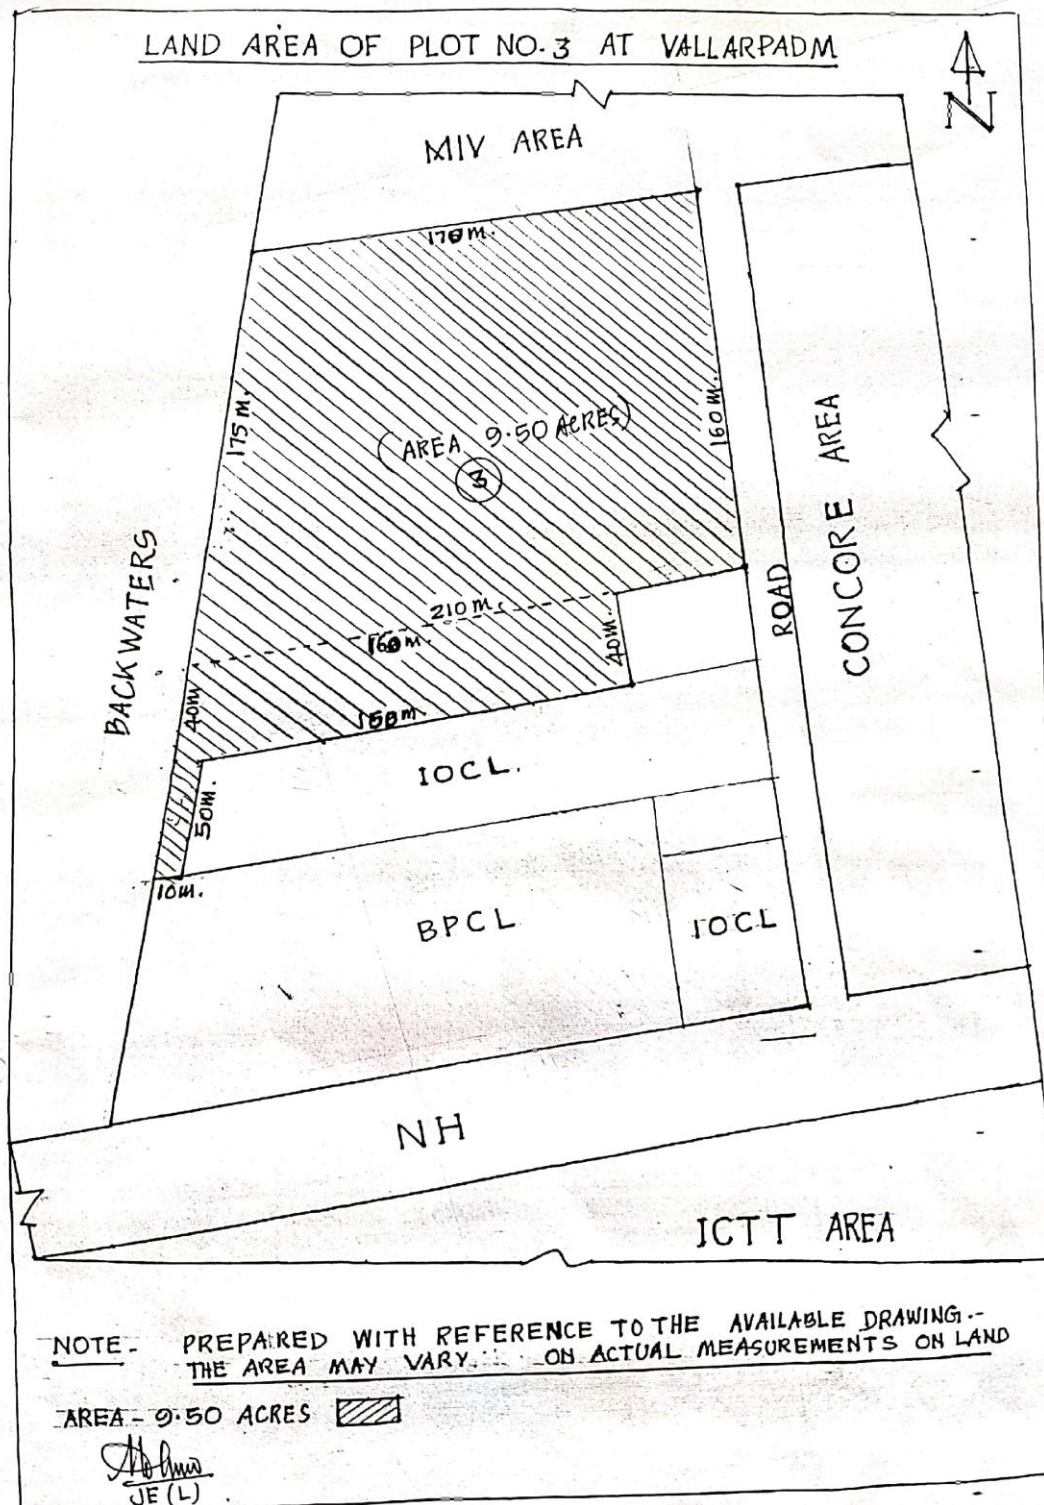 LAND AREA OF PLOT NO.3 AT VALLARPADM
N
MIV AREA
170m.
175m.
160m.
(AREA 9.50 ACRES)
3
BACKWATERS
210m.
160m.
40m.
40m
150m.
50m.
10m.
IOCL.
BPCL
IOCL
ROAD
CONCORE AREA
NH
ICTT AREA
NOTE- PREPARED WITH REFERENCE TO THE AVAILABLE DRAWING.-
THE AREA MAY VARY ON ACTUAL MEASUREMENTS ON LAND
AREA - 9.50 ACRES
JE (L)